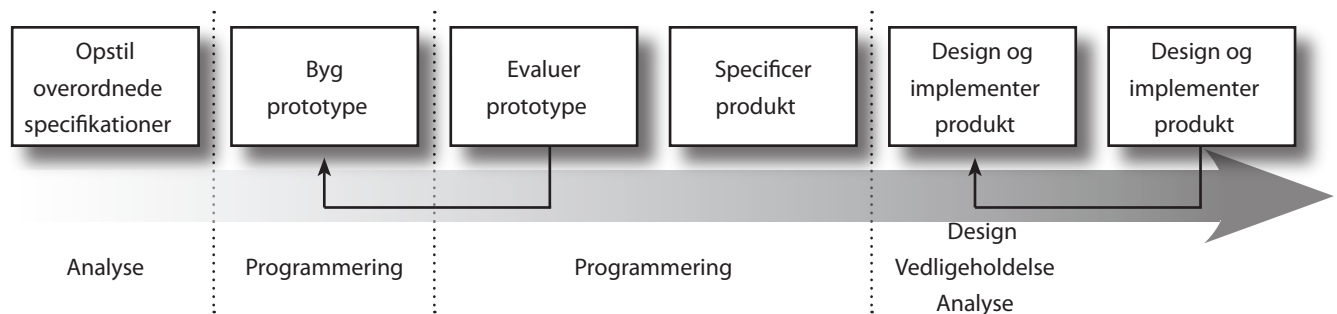 Opstil
overordnede
specifikationer
Byg
prototype
Evaluer
prototype
Specificer
produkt
Design og
implementer
produkt
Design og
implementer
produkt
Analyse
Programmering
Programmering
Design
Vedligeholdelse
Analyse